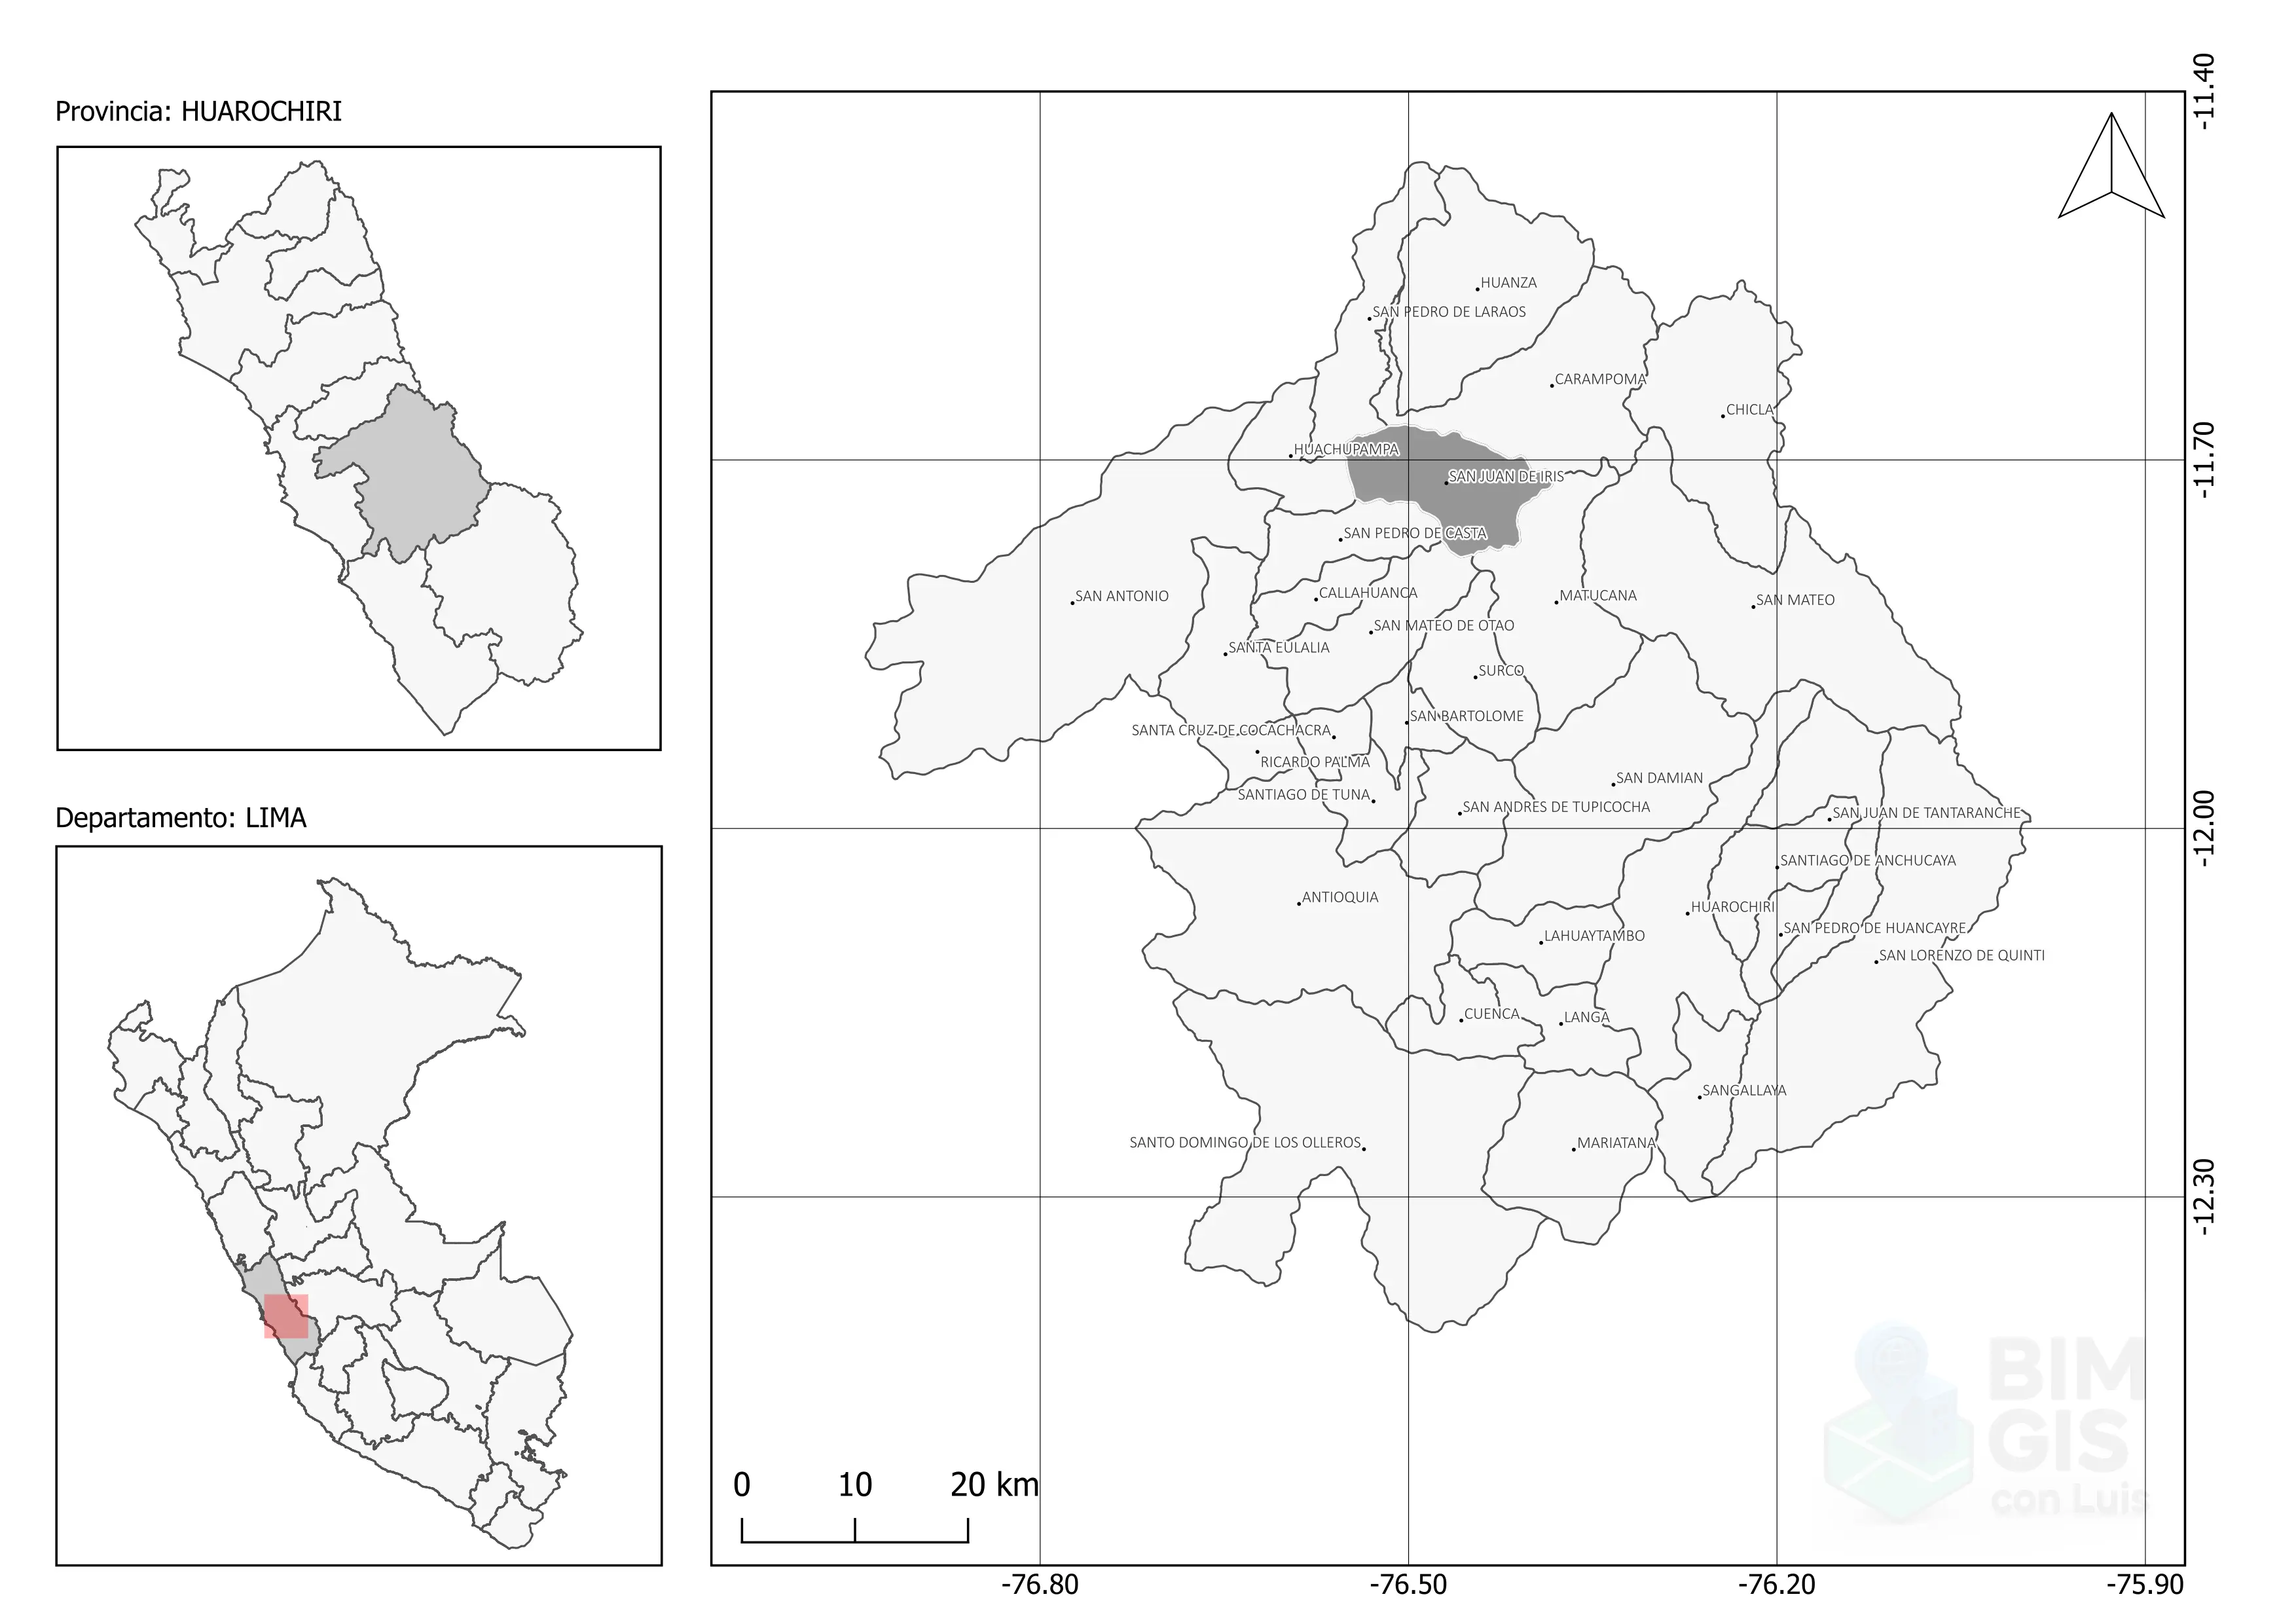 Provincia: HUAROCHIRI
Departamento: LIMA
HUANZA
SAN PEDRO DE LARAOS
CARAMPOMA
CHICLA
HUACHUPAMPA
SAN JUAN DE IRIS
SAN PEDRO DE CASTA
CALLAHUANCA
SAN ANTONIO
MATUCANA
SAN MATEO
SAN MATEO DE OTAO
SANTA EULALIA
SURCO
SAN BARTOLOME
SANTA CRUZ DE COCACHACRA
RICARDO PALMA
SAN DAMIAN
SANTIAGO DE TUNA
SAN ANDRES DE TUPICOCHA
SAN JUAN DE TANTARANCHE
SANTIAGO DE ANCHUCAYA
ANTIOQUIA
HUAROCHIRI
SAN PEDRO DE HUANCAYRE
LAHUAYTAMBO
SAN LORENZO DE QUINTI
CUENCA
LANGA
SANGALLAYA
SANTO DOMINGO DE LOS OLLEROS
MARIATANA
-11.40
-11.70
-12.00
-12.30
BIM
GIS
con Luis
0 10 20 km
-76.80 -76.50 -76.20 -75.90